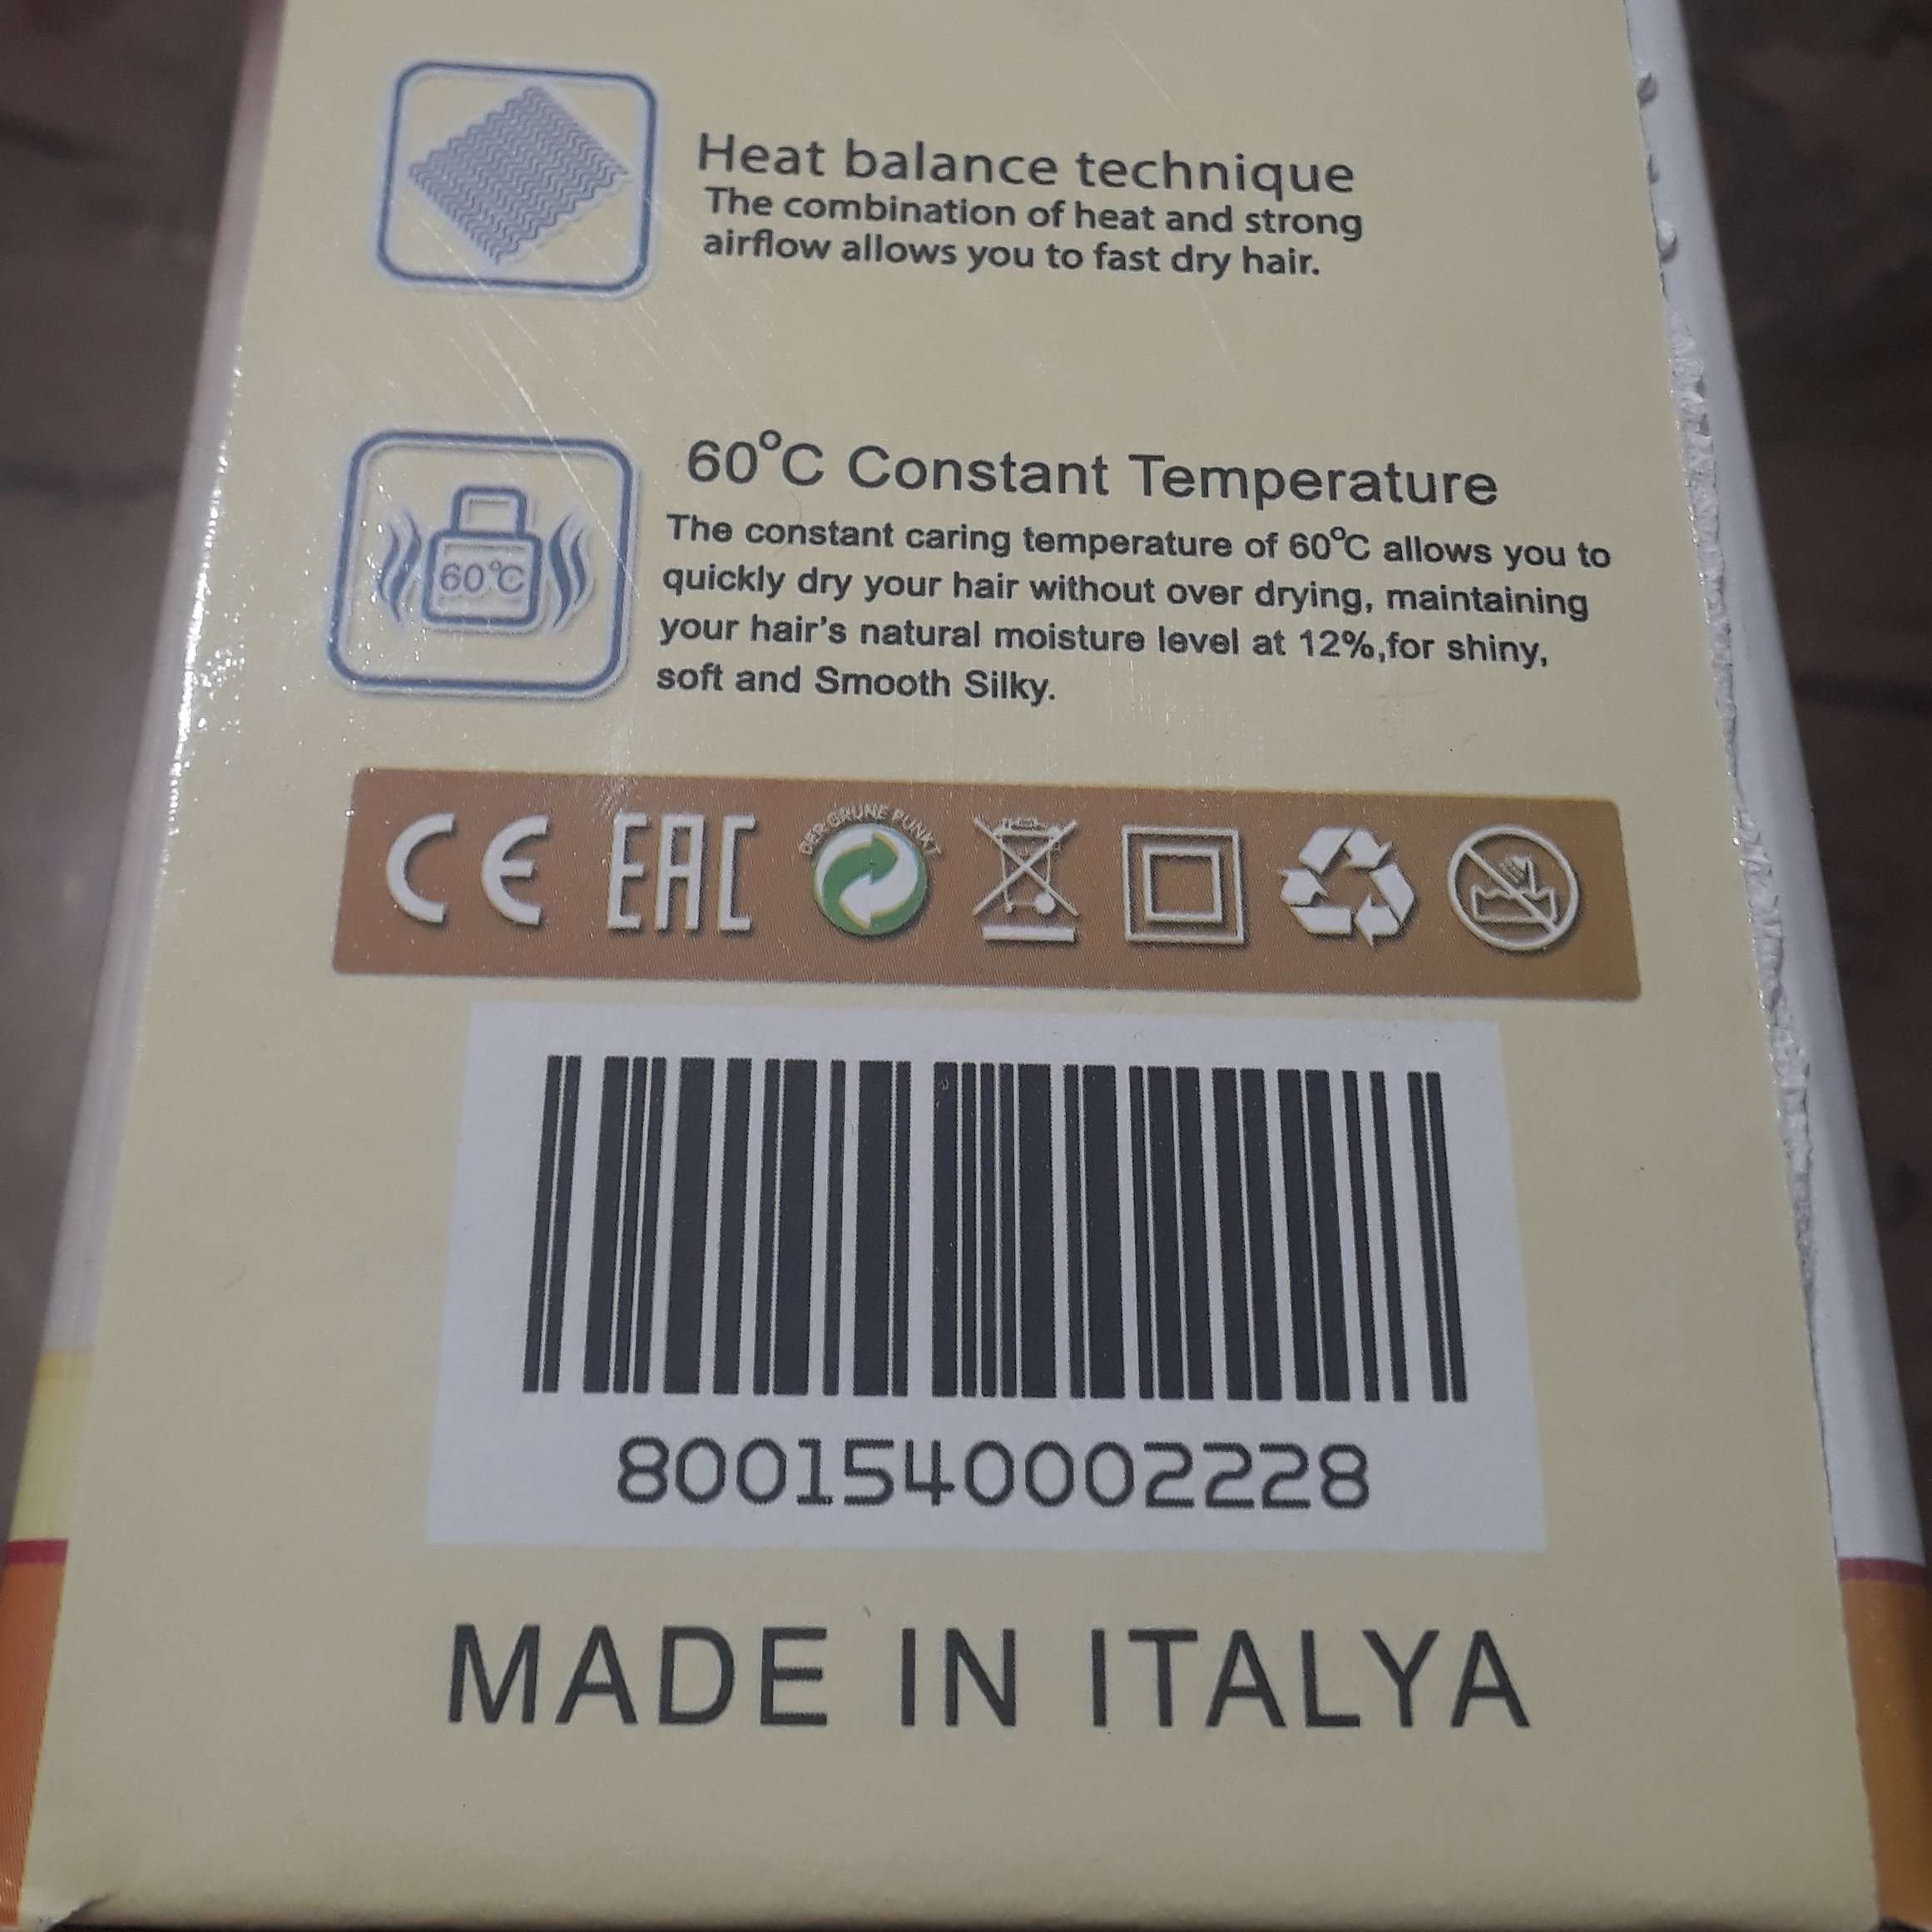 Heat balance technique
The combination of heat and strong
airflow allows you to fast dry hair.
60°C Constant Temperature
60°C
The constant caring temperature of 60°C allows you to
quickly dry your hair without over drying, maintaining
your hair's natural moisture level at 12%,for shiny,
soft and Smooth Silky.
CE EAC DER GRÜNE PUNKT
8001540002228
MADE IN ITALYA